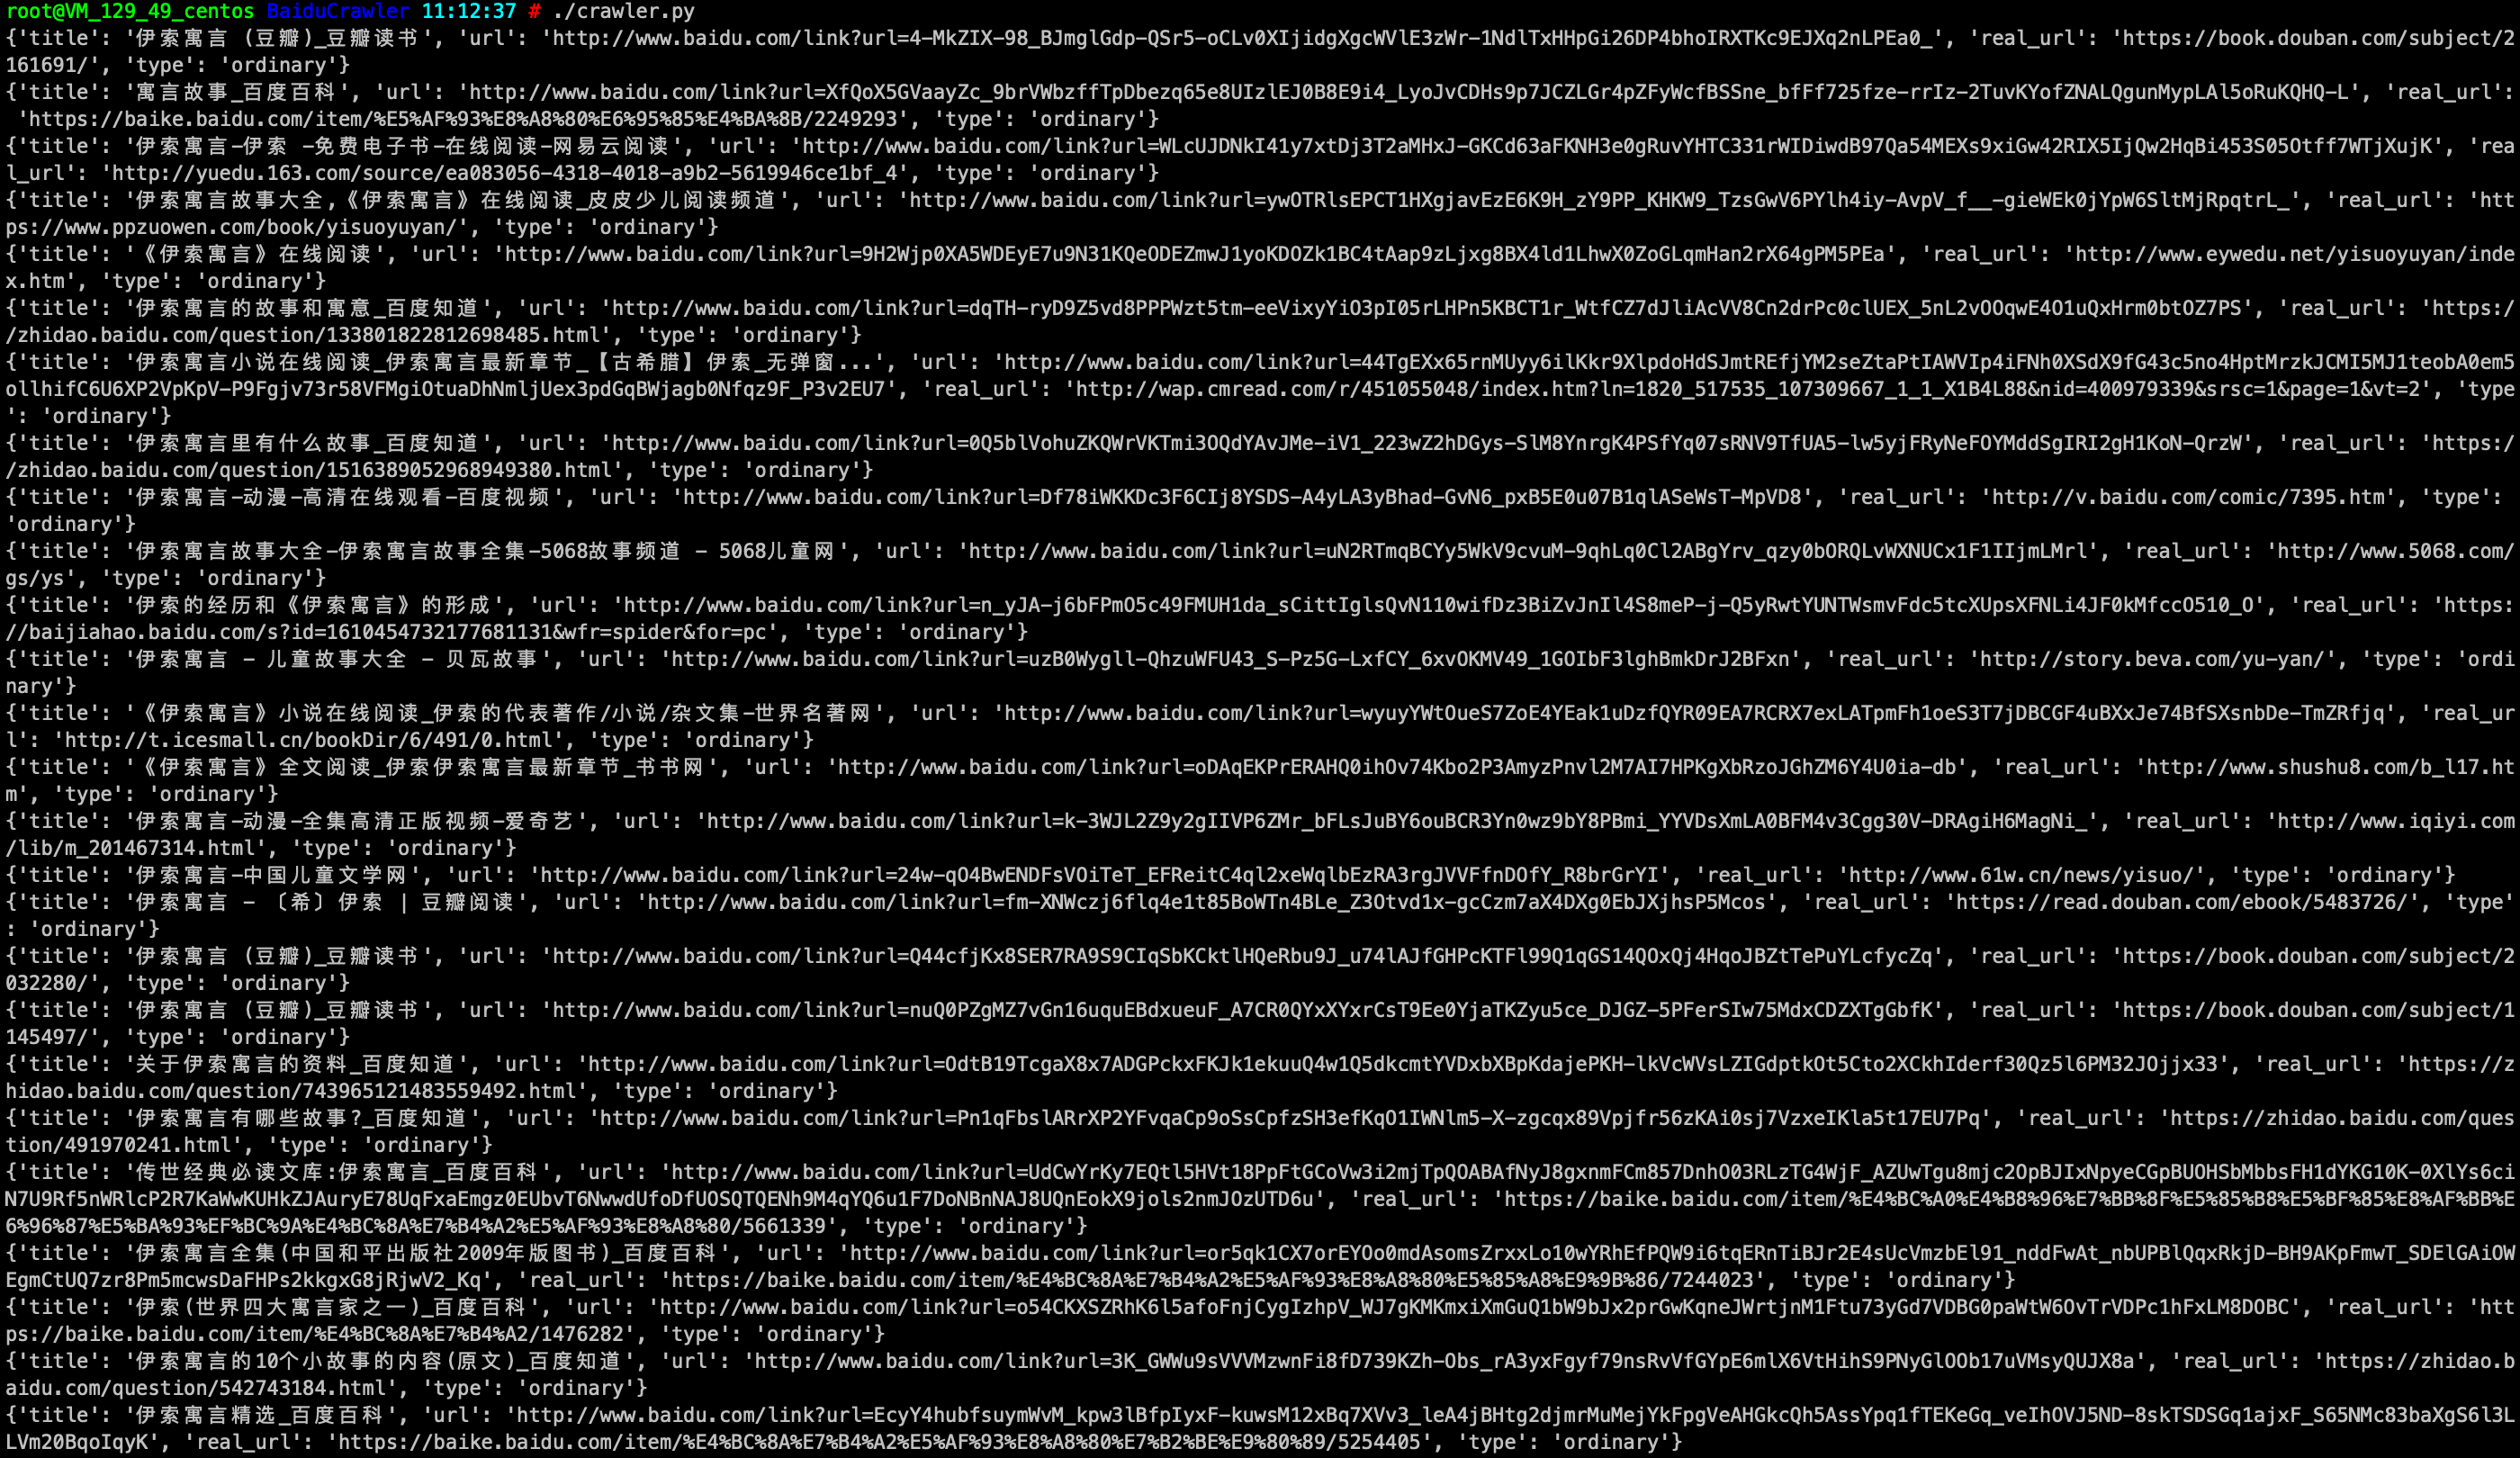 root@VM_129_49_centos BaiduCrawler 11:12:37 # ./crawler.py
{'title': '伊索寓言 (豆瓣)_豆瓣读书', 'url': 'http://www.baidu.com/link?url=4-MkZIX-98_BJmglGdp-QSr5-oCLv0XIjidgXgcWVlE3zWr-1NdlTxHHpGi26DP4bhoIRXTKc9EJXq2nLPEa0_', 'real_url': 'https://book.douban.com/subject/2
161691/', 'type': 'ordinary'}
{'title': '寓言故事_百度百科', 'url': 'http://www.baidu.com/link?url=XfQoX5GVaayZc_9brVWbzffTpDbezq65e8UIzlEJ0B8E9i4_LyoJvCDHs9p7JCZLGr4pZFyWcfBSSne_bfFf725fze-rrIz-2TuvKYofZNALQgunMypLAl5oRuKQHQ-L', 'real_url':
 'https://baike.baidu.com/item/%E5%AF%93%E8%A8%80%E6%95%85%E4%BA%8B/2249293', 'type': 'ordinary'}
{'title': '伊索寓言-伊索 -免费电子书-在线阅读-网易云阅读', 'url': 'http://www.baidu.com/link?url=WLcUJDNkI41y7xtDj3T2aMHxJ-GKCd63aFKNH3e0gRuvYHTC331rWIDiwdB97Qa54MEXs9xiGw42RIX5IjQw2HqBi453S05Otff7WTjXujK', 'rea
l_url': 'http://yuedu.163.com/source/ea083056-4318-4018-a9b2-5619946ce1bf_4', 'type': 'ordinary'}
{'title': '伊索寓言故事大全,《伊索寓言》在线阅读_皮皮少儿阅读频道', 'url': 'http://www.baidu.com/link?url=ywOTRlsEPCT1HXgjavEzE6K9H_zY9PP_KHKW9_TzsGwV6PYlh4iy-AvpV_f__-gieWEk0jYpW6SltMjRpqtrL_', 'real_url': 'htt
ps://www.ppzuowen.com/book/yisuoyuyan/', 'type': 'ordinary'}
{'title': '《伊索寓言》在线阅读', 'url': 'http://www.baidu.com/link?url=9H2Wjp0XA5WDEyE7u9N31KQeODEZmwJ1yoKDOZk1BC4tAap9zLjxg8BX4ld1LhwX0ZoGLqmHan2rX64gPM5PEa', 'real_url': 'http://www.eywedu.net/yisuoyuyan/inde
x.htm', 'type': 'ordinary'}
{'title': '伊索寓言的故事和寓意_百度知道', 'url': 'http://www.baidu.com/link?url=dqTH-ryD9Z5vd8PPPWzt5tm-eeVixyYiO3pI05rLHPn5KBCT1r_WtfCZ7dJliAcVV8Cn2drPc0clUEX_5nL2vOOqwE4O1uQxHrm0btOZ7PS', 'real_url': 'https:/
/zhidao.baidu.com/question/133801822812698485.html', 'type': 'ordinary'}
{'title': '伊索寓言小说在线阅读_伊索寓言最新章节_【古希腊】伊索_无弹窗...', 'url': 'http://www.baidu.com/link?url=44TgEXx65rnMUyy6ilKkr9XlpdoHdSJmtREfjYM2seZtaPtIAWVIp4iFNh0XSdX9fG43c5no4HptMrzkJCMI5MJ1teobA0em5
ollhifC6U6XP2VpKpV-P9Fgjv73r58VFMgiOtuaDhNmljUex3pdGqBWjagb0Nfqz9F_P3v2EU7', 'real_url': 'http://wap.cmread.com/r/451055048/index.htm?ln=1820_517535_107309667_1_1_X1B4L88&nid=400979339&srsc=1&page=1&vt=2', 'type
': 'ordinary'}
{'title': '伊索寓言里有什么故事_百度知道', 'url': 'http://www.baidu.com/link?url=0Q5blVohuZKQWrVKTmi3OQdYAvJMe-iV1_223wZ2hDGys-SlM8YnrgK4PSfYq07sRNV9TfUA5-lw5yjFRyNeFOYMddSgIRI2gH1KoN-QrzW', 'real_url': 'https:/
/zhidao.baidu.com/question/1516389052968949380.html', 'type': 'ordinary'}
{'title': '伊索寓言-动漫-高清在线观看-百度视频', 'url': 'http://www.baidu.com/link?url=Df78iWKKDc3F6CIj8YSDS-A4yLA3yBhad-GvN6_pxB5E0u07B1qlASeWsT-MpVD8', 'real_url': 'http://v.baidu.com/comic/7395.htm', 'type':
'ordinary'}
{'title': '伊索寓言故事大全-伊索寓言故事全集-5068故事频道 - 5068儿童网', 'url': 'http://www.baidu.com/link?url=uN2RTmqBCYy5WkV9cvuM-9qhLq0Cl2ABgYrv_qzy0bORQLvWXNUCx1F1IIjmLMrl', 'real_url': 'http://www.5068.com/
gs/ys', 'type': 'ordinary'}
{'title': '伊索的经历和《伊索寓言》的形成', 'url': 'http://www.baidu.com/link?url=n_yJA-j6bFPmO5c49FMUH1da_sCittIglsQvN110wifDz3BiZvJnIl4S8meP-j-Q5yRwtYUNTWsmvFdc5tcXUpsXFNLi4JF0kMfccO510_O', 'real_url': 'https:
//baijiahao.baidu.com/s?id=1610454732177681131&wfr=spider&for=pc', 'type': 'ordinary'}
{'title': '伊索寓言 - 儿童故事大全 - 贝瓦故事', 'url': 'http://www.baidu.com/link?url=uzB0Wygll-QhzuWFU43_S-Pz5G-LxfCY_6xvOKMV49_1GOIbF3lghBmkDrJ2BFxn', 'real_url': 'http://story.beva.com/yu-yan/', 'type': 'ordi
nary'}
{'title': '《伊索寓言》小说在线阅读_伊索的代表著作/小说/杂文集-世界名著网', 'url': 'http://www.baidu.com/link?url=wyuyYWtOueS7ZoE4YEak1uDzfQYR09EA7RCRX7exLATpmFh1oeS3T7jDBCGF4uBXxJe74BfSXsnbDe-TmZRfjq', 'real_ur
l': 'http://t.icesmall.cn/bookDir/6/491/0.html', 'type': 'ordinary'}
{'title': '《伊索寓言》全文阅读_伊索伊索寓言最新章节_书书网', 'url': 'http://www.baidu.com/link?url=oDAqEKPrERAHQ0ihOv74Kbo2P3AmyzPnvl2M7AI7HPKgXbRzoJGhZM6Y4U0ia-db', 'real_url': 'http://www.shushu8.com/b_l17.ht
m', 'type': 'ordinary'}
{'title': '伊索寓言-动漫-全集高清正版视频-爱奇艺', 'url': 'http://www.baidu.com/link?url=k-3WJL2Z9y2gIIVP6ZMr_bFLsJuBY6ouBCR3Yn0wz9bY8PBmi_YYVDsXmLA0BFM4v3Cgg30V-DRAgiH6MagNi_', 'real_url': 'http://www.iqiyi.com
/lib/m_201467314.html', 'type': 'ordinary'}
{'title': '伊索寓言-中国儿童文学网', 'url': 'http://www.baidu.com/link?url=24w-qO4BwENDFsVOiTeT_EFReitC4ql2xeWqlbEzRA3rgJVVFfnDOfY_R8brGrYI', 'real_url': 'http://www.61w.cn/news/yisuo/', 'type': 'ordinary'}
{'title': '伊索寓言 - 〔希〕伊索 | 豆瓣阅读', 'url': 'http://www.baidu.com/link?url=fm-XNWczj6flq4e1t85BoWTn4BLe_Z3Otvd1x-gcCzm7aX4DXg0EbJXjhsP5Mcos', 'real_url': 'https://read.douban.com/ebook/5483726/', 'type'
: 'ordinary'}
{'title': '伊索寓言 (豆瓣)_豆瓣读书', 'url': 'http://www.baidu.com/link?url=Q44cfjKx8SER7RA9S9CIqSbKCktlHQeRbu9J_u74lAJfGHPcKTFl99Q1qGS14QOxQj4HqoJBZtTePuYLcfycZq', 'real_url': 'https://book.douban.com/subject/2
032280/', 'type': 'ordinary'}
{'title': '伊索寓言 (豆瓣)_豆瓣读书', 'url': 'http://www.baidu.com/link?url=nuQ0PZgMZ7vGn16uquEBdxueuF_A7CR0QYxXYxrCsT9Ee0YjaTKZyu5ce_DJGZ-5PFerSIw75MdxCDZXTgGbfK', 'real_url': 'https://book.douban.com/subject/1
145497/', 'type': 'ordinary'}
{'title': '关于伊索寓言的资料_百度知道', 'url': 'http://www.baidu.com/link?url=OdtB19TcgaX8x7ADGPckxFKJk1ekuuQ4w1Q5dkcmtYVDxbXBpKdajePKH-lkVcWVsLZIGdptkOt5Cto2XCkhIderf30Qz5l6PM32JOjjx33', 'real_url': 'https://z
hidao.baidu.com/question/743965121483559492.html', 'type': 'ordinary'}
{'title': '伊索寓言有哪些故事?_百度知道', 'url': 'http://www.baidu.com/link?url=Pn1qFbslARrXP2YFvqaCp9oSsCpfzSH3efKqO1IWNlm5-X-zgcqx89Vpjfr56zKAi0sj7VzxeIKla5t17EU7Pq', 'real_url': 'https://zhidao.baidu.com/ques
tion/491970241.html', 'type': 'ordinary'}
{'title': '传世经典必读文库:伊索寓言_百度百科', 'url': 'http://www.baidu.com/link?url=UdCwYrKy7EQtl5HVt18PpFtGCoVw3i2mjTpQOABAfNyJ8gxnmFCm857DnhO03RLzTG4WjF_AZUwTgu8mjc2OpBJIxNpyeCGpBUOHSbMbbsFH1dYKG10K-0XlYs6ci
N7U9Rf5nWRlcP2R7KaWwKUHkZJAuryE78UqFxaEmgz0EUbvT6NwwdUfoDfUOSQTQENh9M4qYQ6u1F7DoNBnNAJ8UQnEokX9jols2nmJOzUTD6u', 'real_url': 'https://baike.baidu.com/item/%E4%BC%A0%E4%B8%96%E7%BB%8F%E5%85%B8%E5%BF%85%E8%AF%BB%E
6%96%87%E5%BA%93%EF%BC%9A%E4%BC%8A%E7%B4%A2%E5%AF%93%E8%A8%80/5661339', 'type': 'ordinary'}
{'title': '伊索寓言全集(中国和平出版社2009年版图书)_百度百科', 'url': 'http://www.baidu.com/link?url=or5qk1CX7orEYOo0mdAsomsZrxxLo10wYRhEfPQW9i6tqERnTiBJr2E4sUcVmzbEl91_nddFwAt_nbUPBlQqxRkjD-BH9AKpFmwT_SDElGAiOW
EgmCtUQ7zr8Pm5mcwsDaFHPs2kkgxG8jRjwV2_Kq', 'real_url': 'https://baike.baidu.com/item/%E4%BC%8A%E7%B4%A2%E5%AF%93%E8%A8%80%E5%85%A8%E9%9B%86/7244023', 'type': 'ordinary'}
{'title': '伊索(世界四大寓言家之一)_百度百科', 'url': 'http://www.baidu.com/link?url=o54CKXSZRhK6l5afoFnjCygIzhpV_WJ7gKMKmxiXmGuQ1bW9bJx2prGwKqneJWrtjnM1Ftu73yGd7VDBG0paWtW6OvTrVDPc1hFxLM8DOBC', 'real_url': 'htt
ps://baike.baidu.com/item/%E4%BC%8A%E7%B4%A2/1476282', 'type': 'ordinary'}
{'title': '伊索寓言的10个小故事的内容(原文)_百度知道', 'url': 'http://www.baidu.com/link?url=3K_GWWu9sVVVMzwnFi8fD739KZh-Obs_rA3yxFgyf79nsRvVfGYpE6mlX6VtHihS9PNyGlOOb17uVMsyQUJX8a', 'real_url': 'https://zhidao.b
aidu.com/question/542743184.html', 'type': 'ordinary'}
{'title': '伊索寓言精选_百度百科', 'url': 'http://www.baidu.com/link?url=EcyY4hubfsuymWvM_kpw3lBfpIyxF-kuwsM12xBq7XVv3_leA4jBHtg2djmrMuMejYkFpgVeAHGkcQh5AssYpq1fTEKeGq_veIhOVJ5ND-8skTSDSGq1ajxF_S65NMc83baXgS6l3L
LVm20BqoIqyK', 'real_url': 'https://baike.baidu.com/item/%E4%BC%8A%E7%B4%A2%E5%AF%93%E8%A8%80%E7%B2%BE%E9%80%89/5254405', 'type': 'ordinary'}